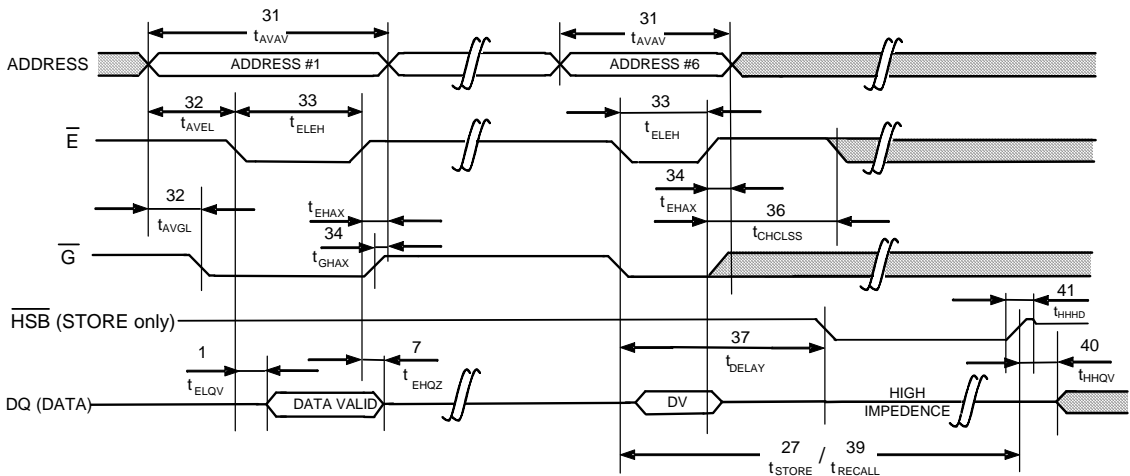 31 31
tAVAV tAVAV
ADDRESS ADDRESS #1 ADDRESS #6
32 33 33
tAVEL tELEH tELEH
E
32 34
tAVGL tEHAX tEHAX 36
34 tCHCLSS
G tGHAX
41
HSB (STORE only) tHHHD
1 7 37 40
tELQV tEHQZ tDELAY tHHQV
DQ (DATA) DATA VALID DV HIGH
IMPEDENCE
27 / 39
tSTORE tRECALL